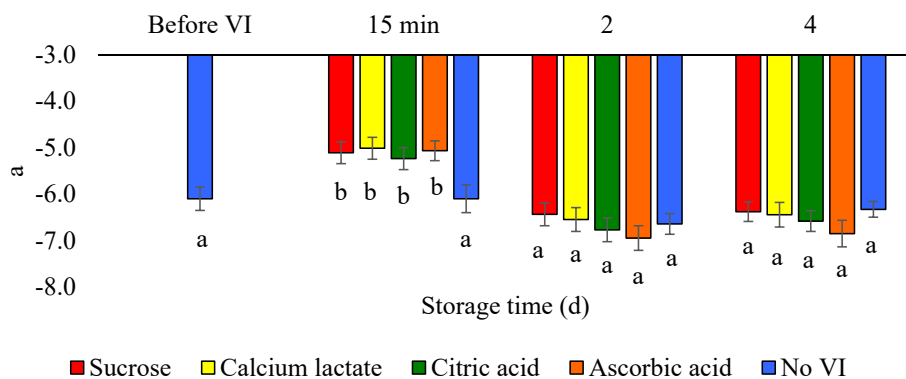 Before VI 15 min 2 4
-3.0
-4.0
-5.0
-6.0
-7.0
-8.0
a
a
b b b b a
a a a a a
a a a a a
Storage time (d)
Sucrose Calcium lactate Citric acid Ascorbic acid No VI